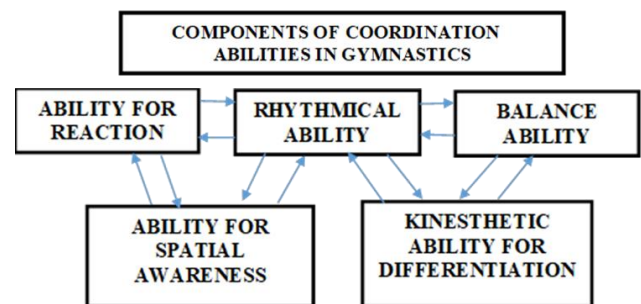 COMPONENTS OF COORDINATION
ABILITIES IN GYMNASTICS
ABILITY FOR
REACTION
RHYTHMICAL
ABILITY
BALANCE
ABILITY
ABILITY FOR
SPATIAL
AWARENESS
KINESTHETIC
ABILITY FOR
DIFFERENTIATION